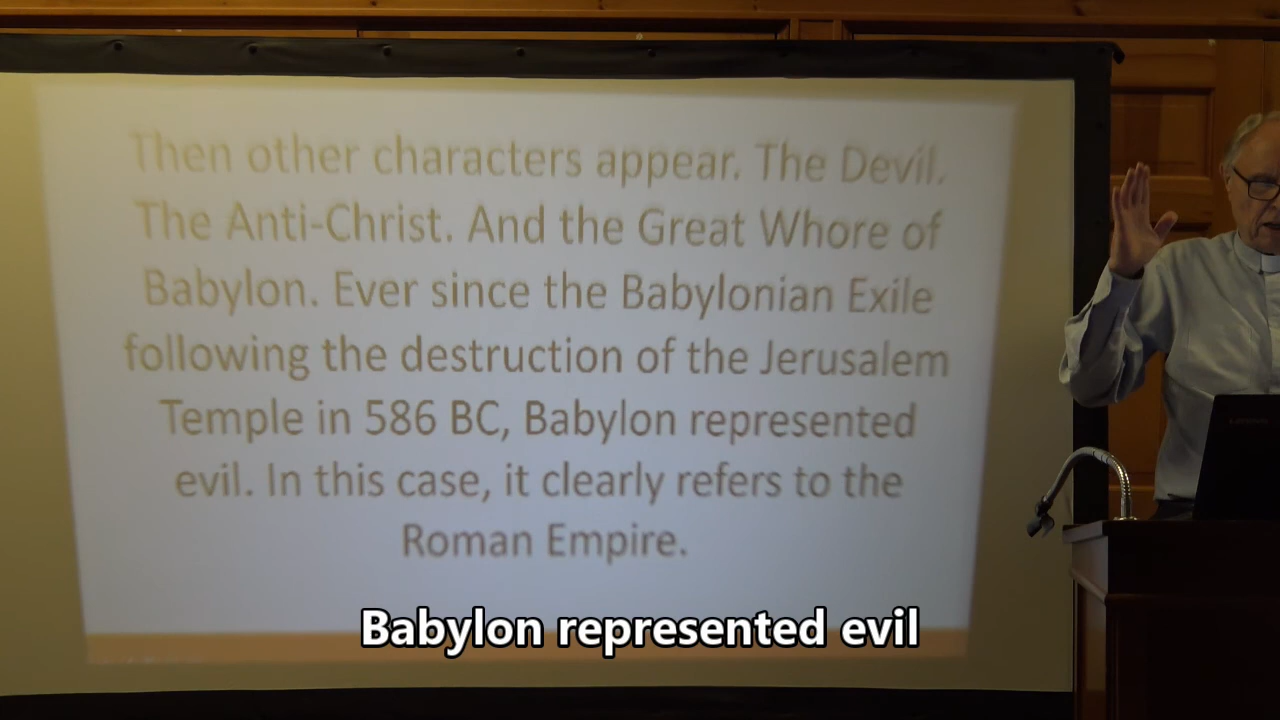 Then other characters appear. The Devil.
The Anti-Christ. And the Great Whore of
Babylon. Ever since the Babylonian Exile
following the destruction of the Jerusalem
Temple in 586 BC, Babylon represented
evil. In this case, it clearly refers to the
Roman Empire.
Babylon represented evil